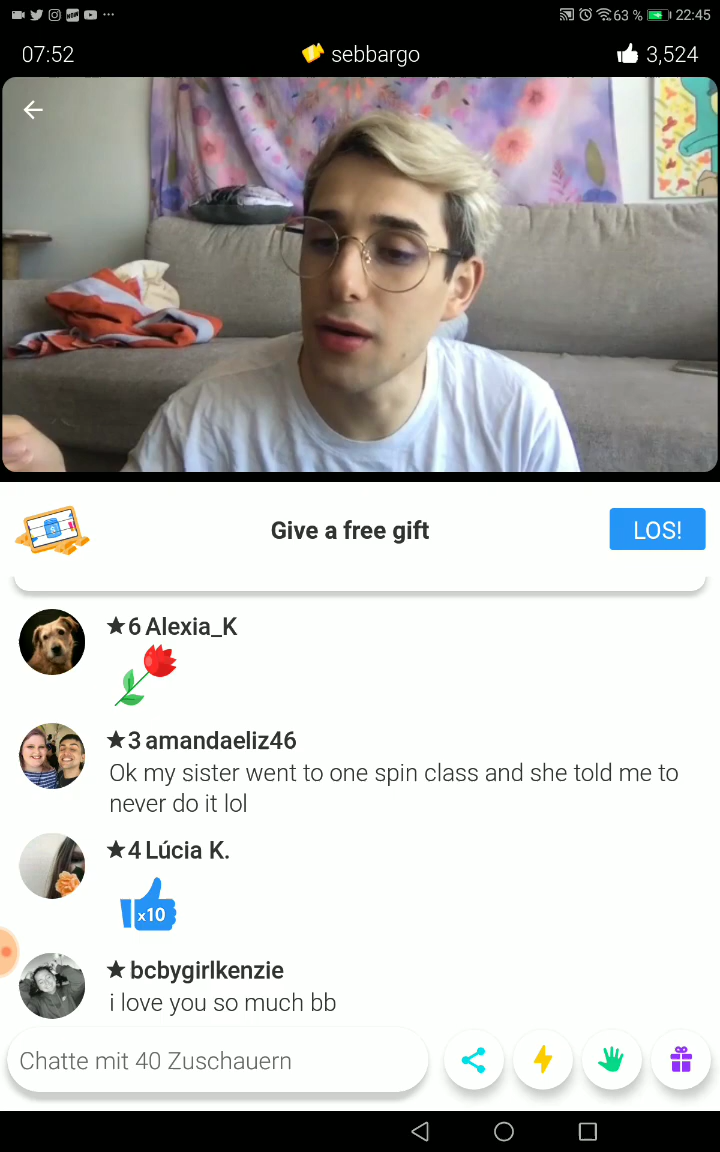 63 % 22:45
07:52 sebbargo 3,524
Give a free gift LOS!
★6 Alexia_K
★3 amandaeliz46
Ok my sister went to one spin class and she told me to
never do it lol
★4 Lúcia K.
x10
★ bcbygirlkenzie
i love you so much bb
Chatte mit 40 Zuschauern